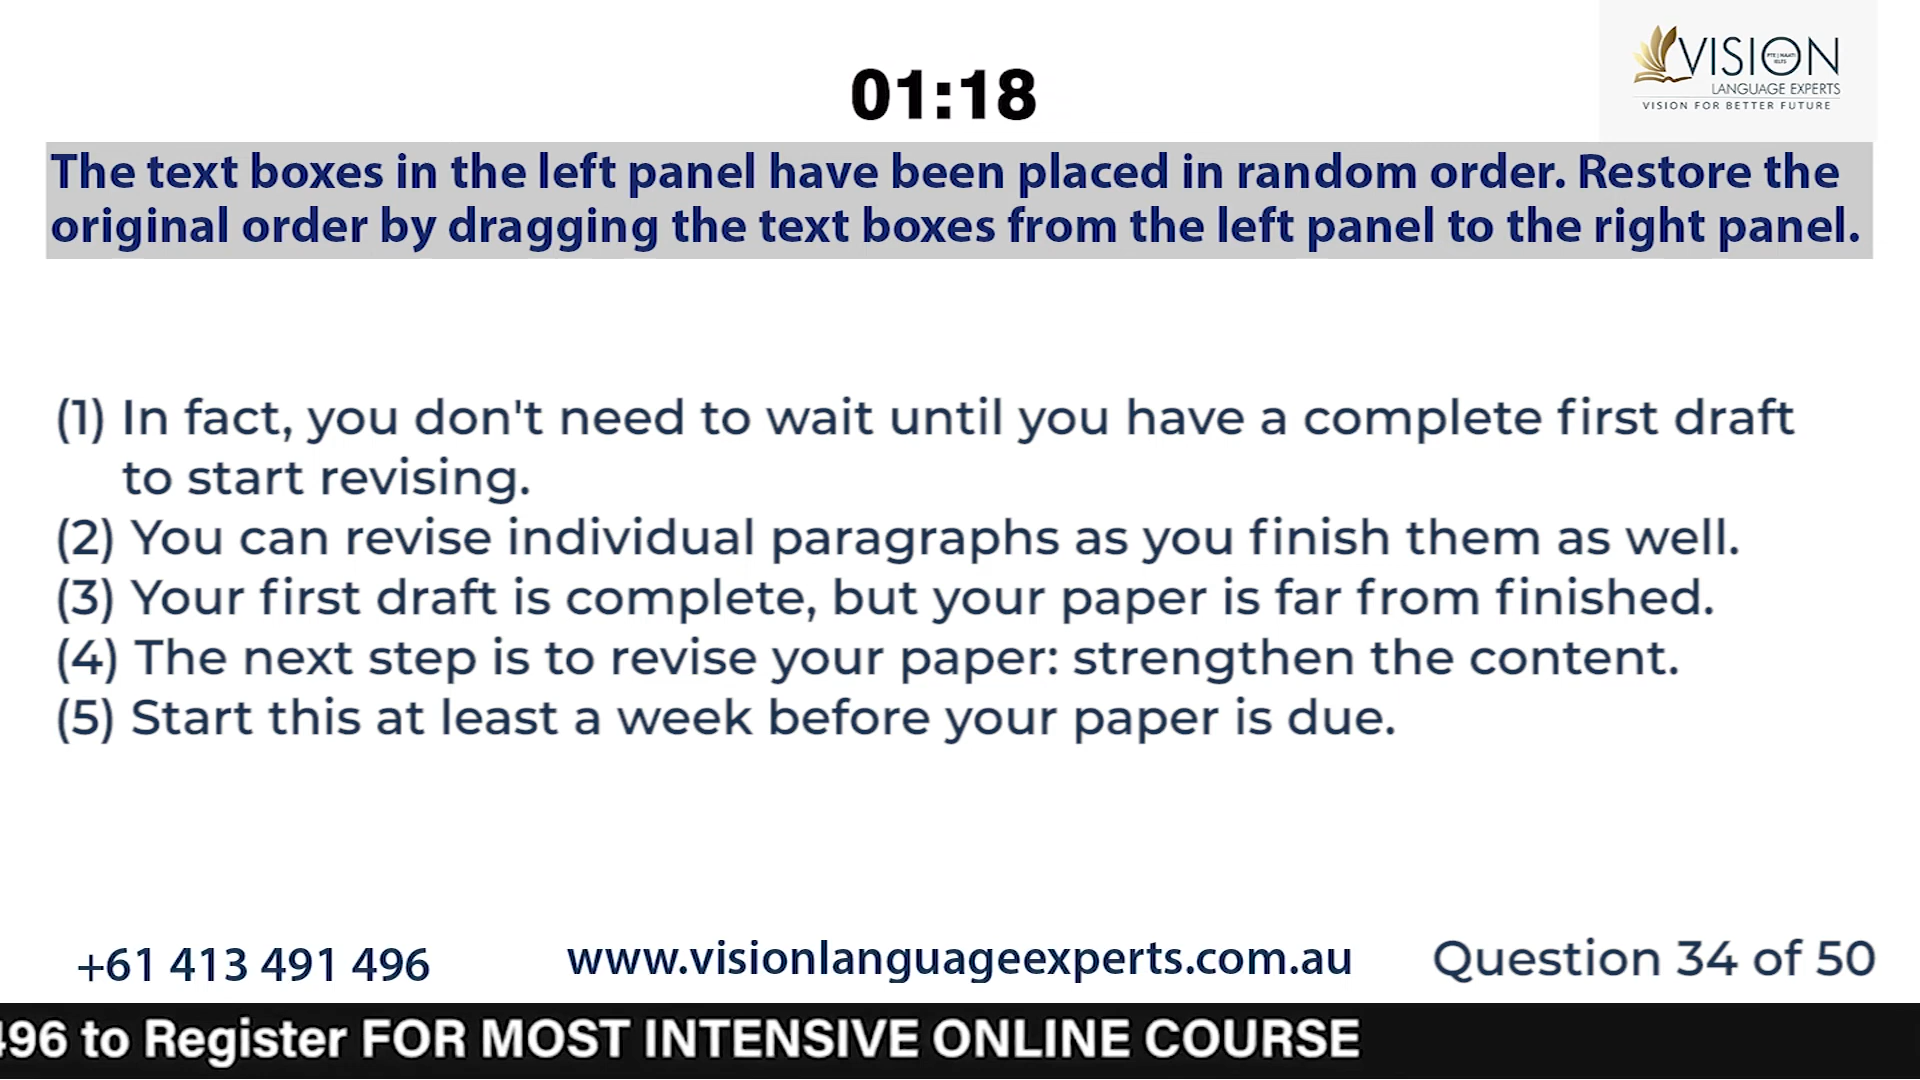 VISION
PTE | NAATI
IELTS
LANGUAGE EXPERTS
VISION FOR BETTER FUTURE
01:18
The text boxes in the left panel have been placed in random order. Restore the
original order by dragging the text boxes from the left panel to the right panel.
(1) In fact, you don't need to wait until you have a complete first draft
to start revising.
(2) You can revise individual paragraphs as you finish them as well.
(3) Your first draft is complete, but your paper is far from finished.
(4) The next step is to revise your paper: strengthen the content.
(5) Start this at least a week before your paper is due.
+61 413 491 496
www.visionlanguageexperts.com.au
Question 34 of 50
496 to Register FOR MOST INTENSIVE ONLINE COURSE